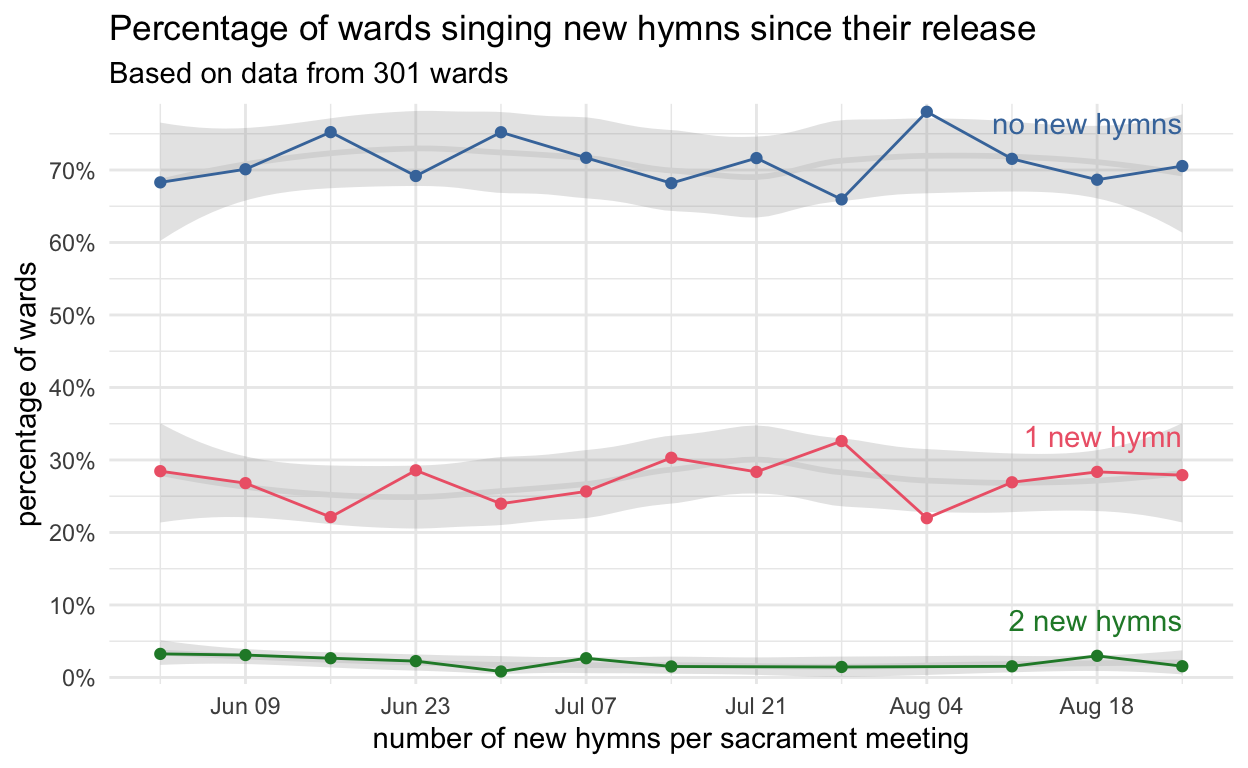 Percentage of wards singing new hymns since their release
Based on data from 301 wards
no new hymns
70%
60%
50%
40%
1 new hymn
30%
20%
10%
2 new hymns
0%
percentage of wards
Jun 09 Jun 23 Jul 07 Jul 21 Aug 04 Aug 18
number of new hymns per sacrament meeting